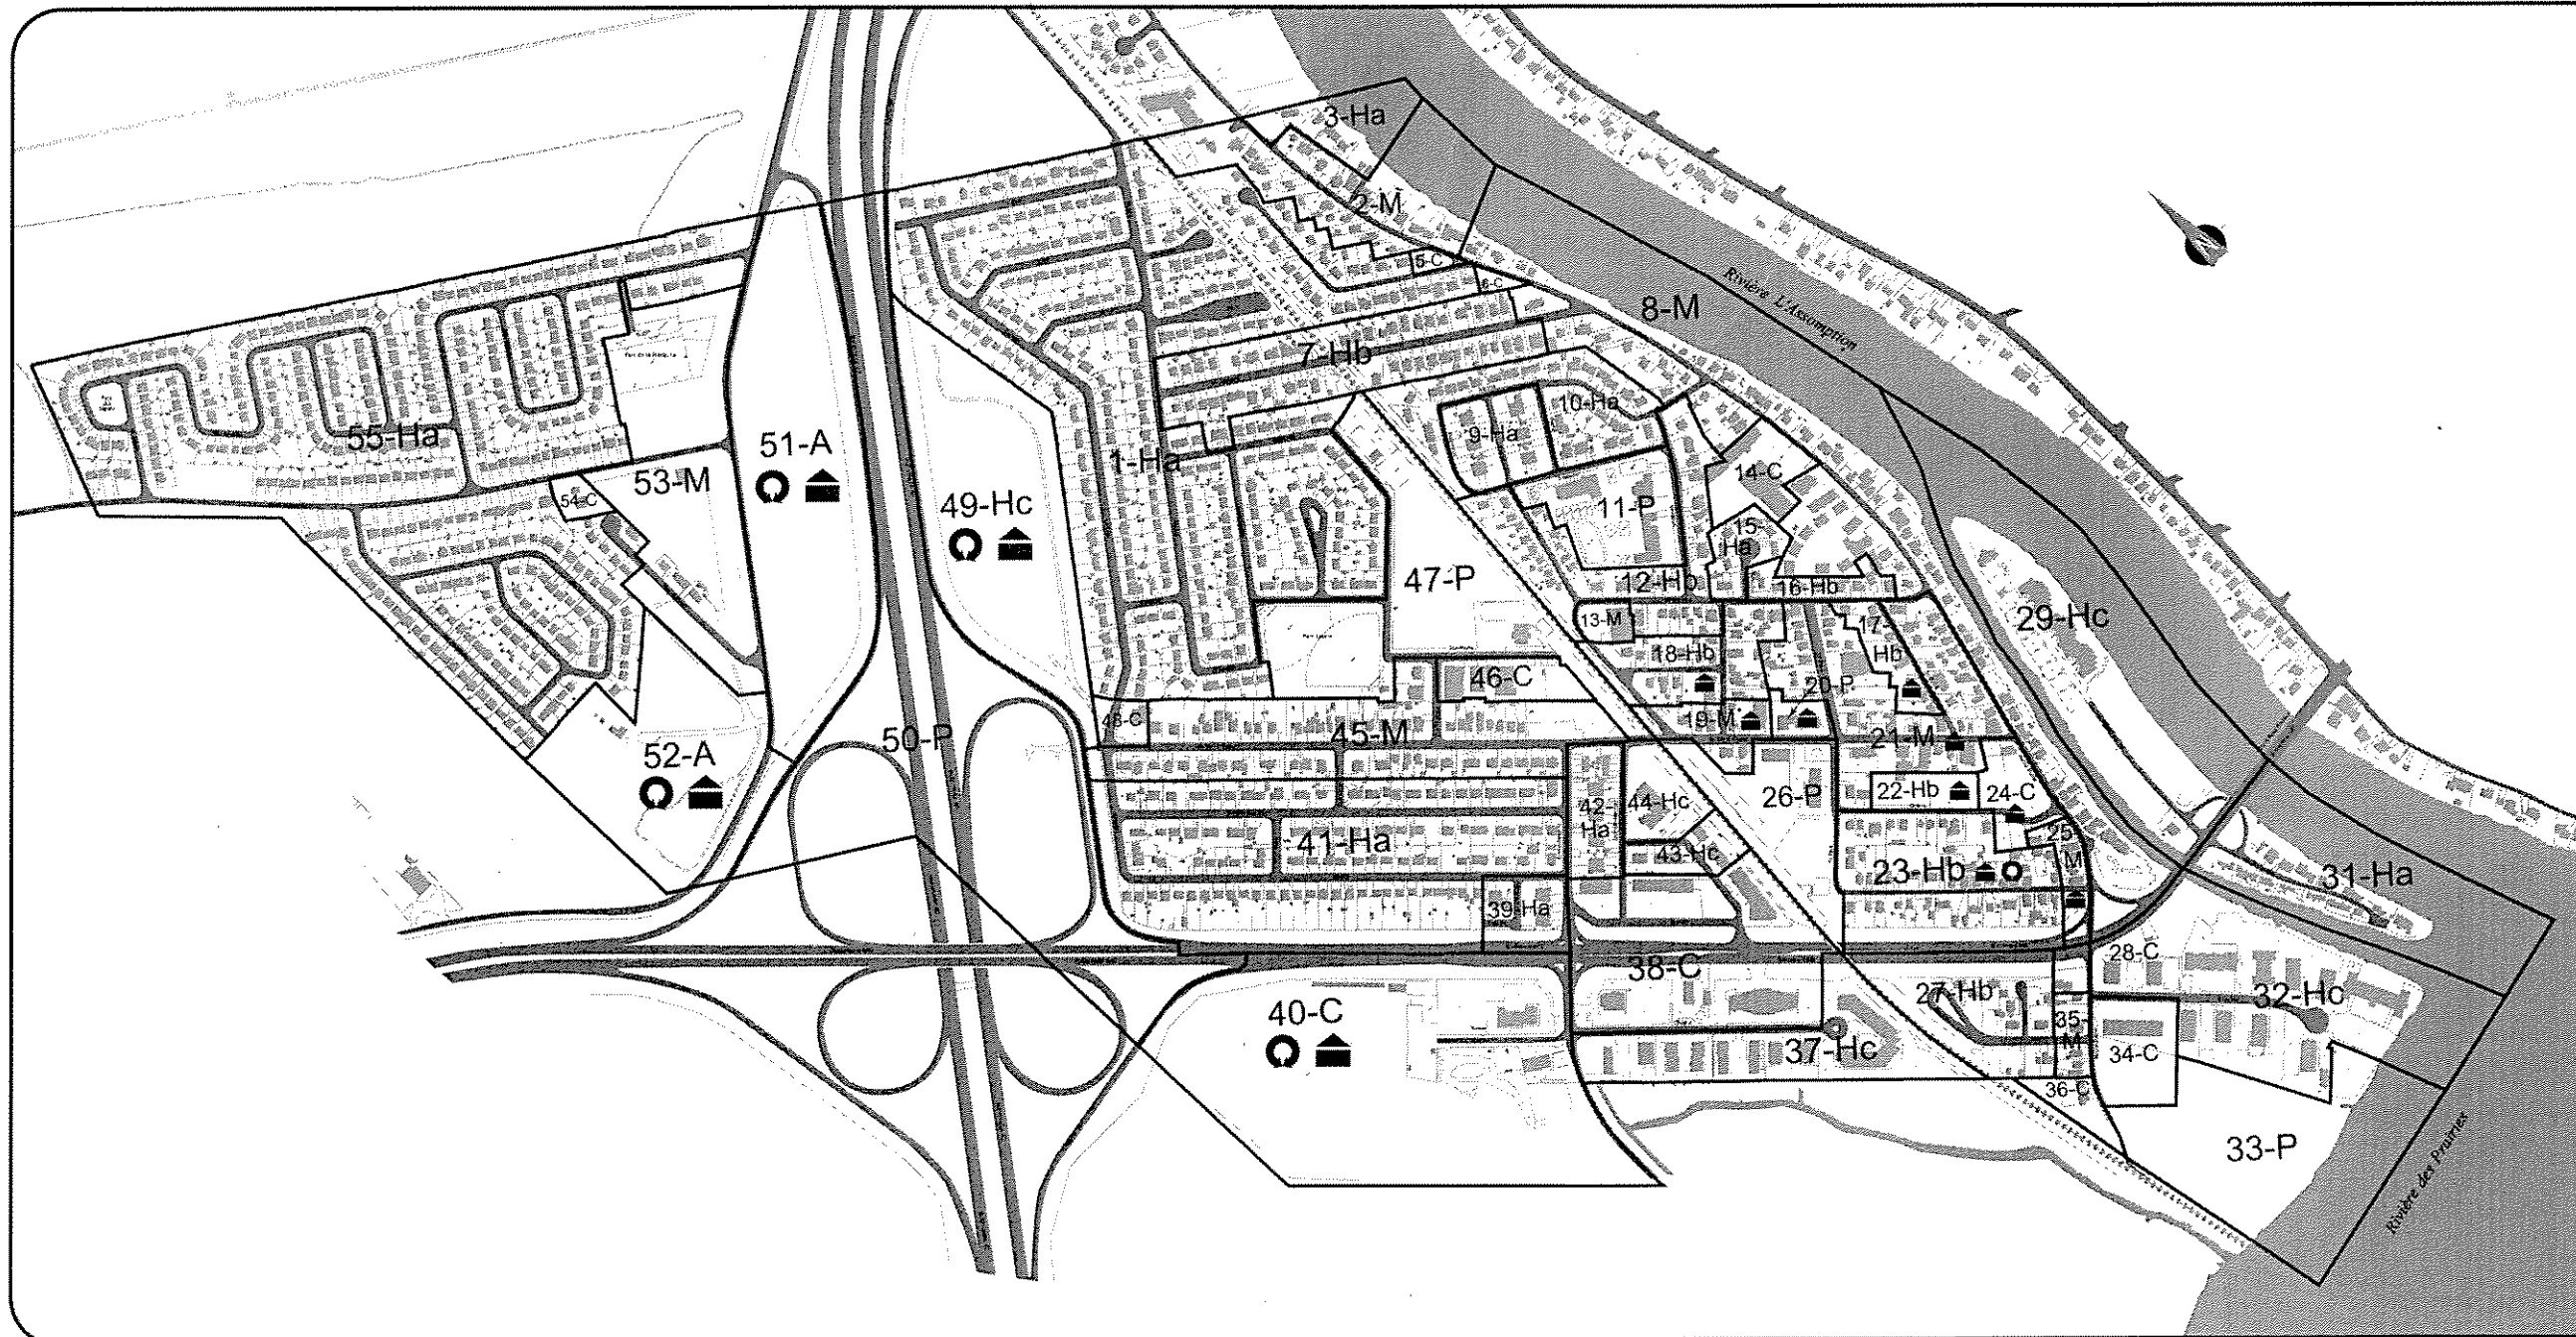 3-Ha
2-M
5-C
6-C
8-M
Rivière L'Assomption
7-Hb
10-Ha
9-Ha
55-Ha
51-A
1-Ha
53-M
54-C
49-Hc
14-C
11-P
15-
Ha
47-P
12-Hb
16-Hb
13-M
29-Hc
17-
Hb
18-Hb
46-C
20-P
48-C
19-M
45-M
50-P
21-M
52-A
22-Hb
24-C
42-
Ha
44-Hc
26-P
41-Ha
25-
M
43-Hc
23-Hb
31-Ha
39-Ha
28-C
38-C
27-Hb
32-Hc
40-C
35-
M
37-Hc
34-C
36-C
33-P
Rivière des Prairies